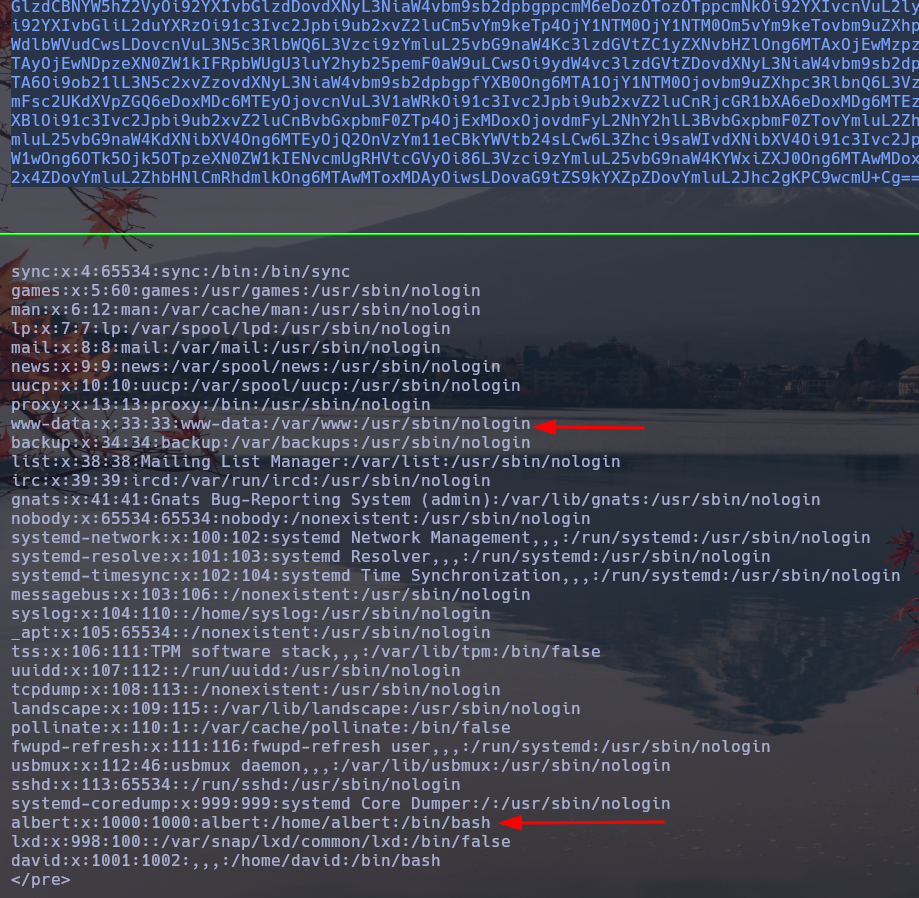 GlzdCBNYW5hZ2VyOi92YXIvbGlzdDovdXNyL3NiaW4vbm9sb2dpbgppcmM6eDozOTozOTppcmNkOi92YXIvcnVuL2ly
i92YXIvbGliL2duYXRzOi91c3Ivc2Jpbi9ub2xvZ2luCm5vYm9keTp4OjY1NTM0OjY1NTM0Om5vYm9keTovbm9uZXhp
WdlbWVudCwsLDovcnVuL3N5c3RlbWQ6L3Vzci9zYmluL25vbG9naW4Kc3lzdGVtZC1yZXNvbHZlOng6MTAxOjEwMzpz
TAyOjEwNDpzeXN0ZW1kIFRpbWUgU3luY2hyb25pemF0aW9uLCwsOi9ydW4vc3lzdGVtZDovdXNyL3NiaW4vbm9sb2dp
TA6Oi9ob21lL3N5c2xvZzovdXNyL3NiaW4vbm9sb2dpbgpfYXB0Ong6MTA1OjY1NTM0Ojovbm9uZXhpc3RlbnQ6L3Vz
mFsc2UKdXVpZGQ6eDoxMDc6MTEyOjovcnVuL3V1aWRkOi91c3Ivc2Jpbi9ub2xvZ2luCnRjcGR1bXA6eDoxMDg6MTEz
XBlOi91c3Ivc2Jpbi9ub2xvZ2luCnBvbGxpbmF0ZTp4OjExMDoxOjovdmFyL2NhY2hlL3BvbGxpbmF0ZTovYmluL2Zh
mluL25vbG9naW4KdXNibXV4Ong6MTEyOjQ2OnVzYm11eCBkYWVtb24sLCw6L3Zhci9saWIvdXNibXV4Oi91c3Ivc2Jp
W1wOng6OTk5Ojk5OTpzeXN0ZW1kIENvcmUgRHVtcGVyOi86L3Vzci9zYmluL25vbG9naW4KYWxiZXJ0Ong6MTAwMDox
2x4ZDovYmluL2ZhbHNlCmRhdmlkOng6MTAwMToxMDAyOiwsLDovaG9tZS9kYXZpZDovYmluL2Jhc2gKPC9wcmU+Cg==
sync:x:4:65534:sync:/bin:/bin/sync
games:x:5:60:games:/usr/games:/usr/sbin/nologin
man:x:6:12:man:/var/cache/man:/usr/sbin/nologin
lp:x:7:7:lp:/var/spool/lpd:/usr/sbin/nologin
mail:x:8:8:mail:/var/mail:/usr/sbin/nologin
news:x:9:9:news:/var/spool/news:/usr/sbin/nologin
uucp:x:10:10:uucp:/var/spool/uucp:/usr/sbin/nologin
proxy:x:13:13:proxy:/bin:/usr/sbin/nologin
www-data:x:33:33:www-data:/var/www:/usr/sbin/nologin
backup:x:34:34:backup:/var/backups:/usr/sbin/nologin
list:x:38:38:Mailing List Manager:/var/list:/usr/sbin/nologin
irc:x:39:39:ircd:/var/run/ircd:/usr/sbin/nologin
gnats:x:41:41:Gnats Bug-Reporting System (admin):/var/lib/gnats:/usr/sbin/nologin
nobody:x:65534:65534:nobody:/nonexistent:/usr/sbin/nologin
systemd-network:x:100:102:systemd Network Management,,,:/run/systemd:/usr/sbin/nologin
systemd-resolve:x:101:103:systemd Resolver,,,:/run/systemd:/usr/sbin/nologin
systemd-timesync:x:102:104:systemd Time Synchronization,,,:/run/systemd:/usr/sbin/nologin
messagebus:x:103:106::/nonexistent:/usr/sbin/nologin
syslog:x:104:110::/home/syslog:/usr/sbin/nologin
_apt:x:105:65534::/nonexistent:/usr/sbin/nologin
tss:x:106:111:TPM software stack,,,:/var/lib/tpm:/bin/false
uuidd:x:107:112::/run/uuidd:/usr/sbin/nologin
tcpdump:x:108:113::/nonexistent:/usr/sbin/nologin
landscape:x:109:115::/var/lib/landscape:/usr/sbin/nologin
pollinate:x:110:1::/var/cache/pollinate:/bin/false
fwupd-refresh:x:111:116:fwupd-refresh user,,,:/run/systemd:/usr/sbin/nologin
usbmux:x:112:46:usbmux daemon,,,:/var/lib/usbmux:/usr/sbin/nologin
sshd:x:113:65534::/run/sshd:/usr/sbin/nologin
systemd-coredump:x:999:999:systemd Core Dumper:/:/usr/sbin/nologin
albert:x:1000:1000:albert:/home/albert:/bin/bash
lxd:x:998:100::/var/snap/lxd/common/lxd:/bin/false
david:x:1001:1002:,,,:/home/david:/bin/bash
</pre>